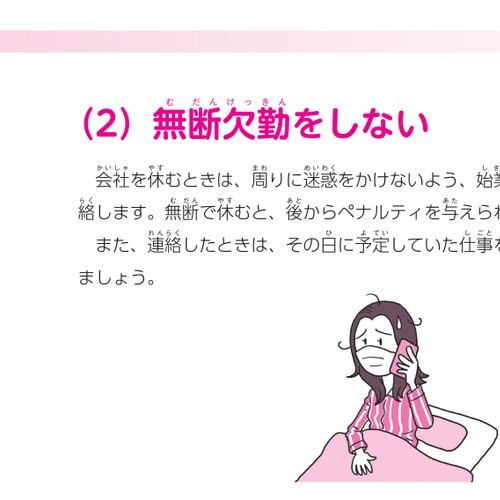 (2) 無断欠勤をしない
会社を休むときは、周りに迷惑をかけないよう、始業
絡します。無断で休むと、後からペナルティを与えられ
また、連絡したときは、その日に予定していた仕事を
ましょう。